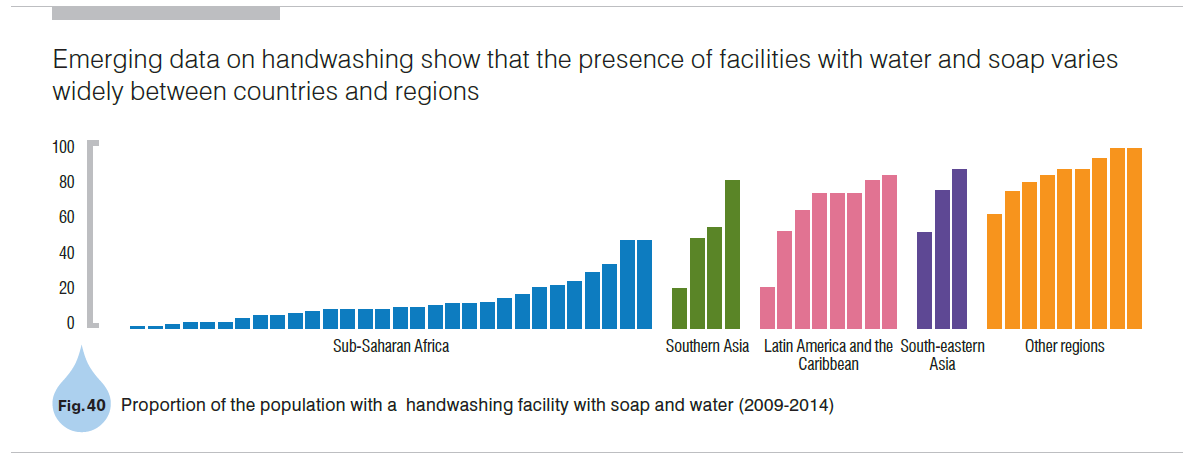 Emerging data on handwashing show that the presence of facilities with water and soap varies
widely between countries and regions
100
80
60
40
20
0
Sub-Saharan Africa
Southern Asia
Latin America and the
Caribbean
South-eastern
Asia
Other regions
Fig.40
Proportion of the population with a handwashing facility with soap and water (2009-2014)